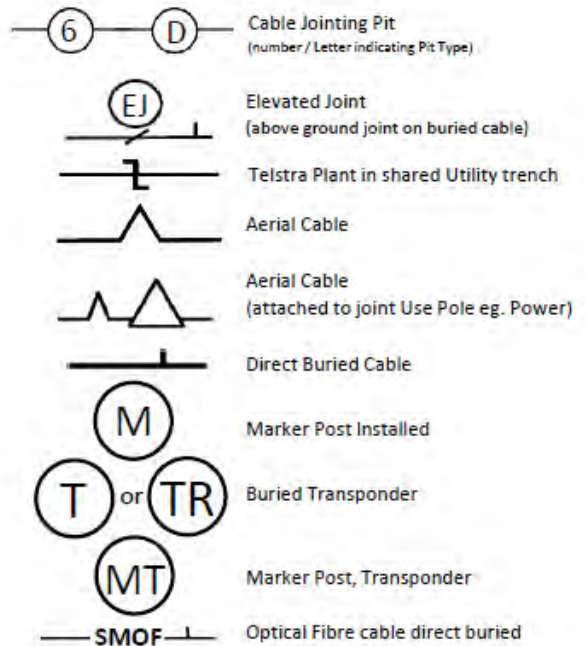 6 D Cable Jointing Pit
(number / Letter indicating Pit Type)
EJ Elevated Joint
(above ground joint on buried cable)
Telstra Plant in shared Utility trench
Aerial Cable
Aerial Cable
(attached to joint Use Pole eg. Power)
Direct Buried Cable
M Marker Post Installed
T or TR Buried Transponder
MT Marker Post, Transponder
SMOF Optical Fibre cable direct buried